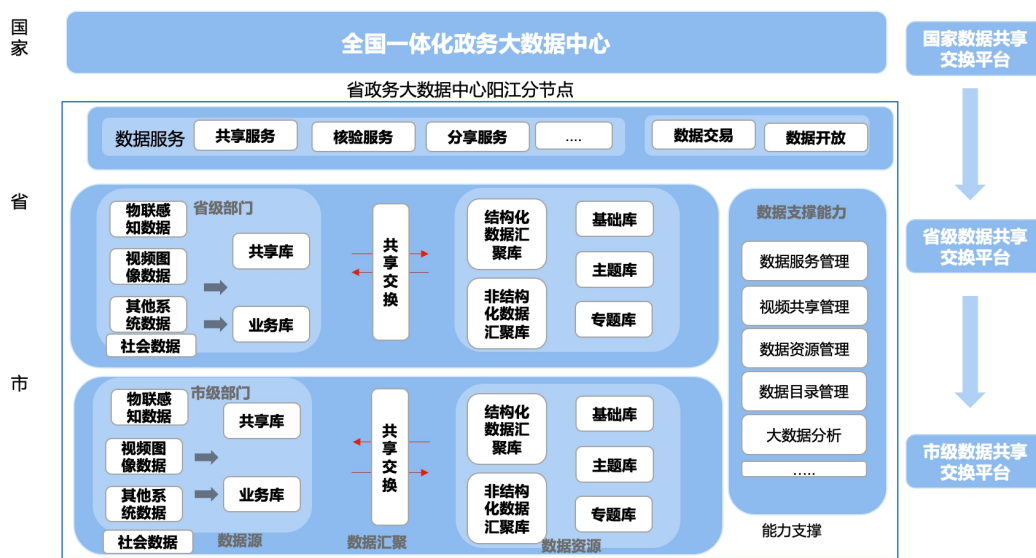 国
家
全国一体化政务大数据中心
国家数据共享
交换平台
省政务大数据中心阳江分节点
数据服务
共享服务
核验服务
分享服务
....
数据交易
数据开放
省
省级部门
物联感
知数据
视频图
像数据
其他系
统数据
社会数据
共享库
业务库
共
享
交
换
结构化
数据汇
聚库
非结构
化数据
汇聚库
基础库
主题库
专题库
数据支撑能力
数据服务管理
视频共享管理
数据资源管理
数据目录管理
大数据分析
.....
能力支撑
省级数据共享
交换平台
市
市级部门
物联感
知数据
视频图
像数据
其他系
统数据
社会数据
共享库
业务库
数据源
共
享
交
换
数据汇聚
结构化
数据汇
聚库
非结构
化数据
汇聚库
基础库
主题库
专题库
数据资源
市级数据共享
交换平台